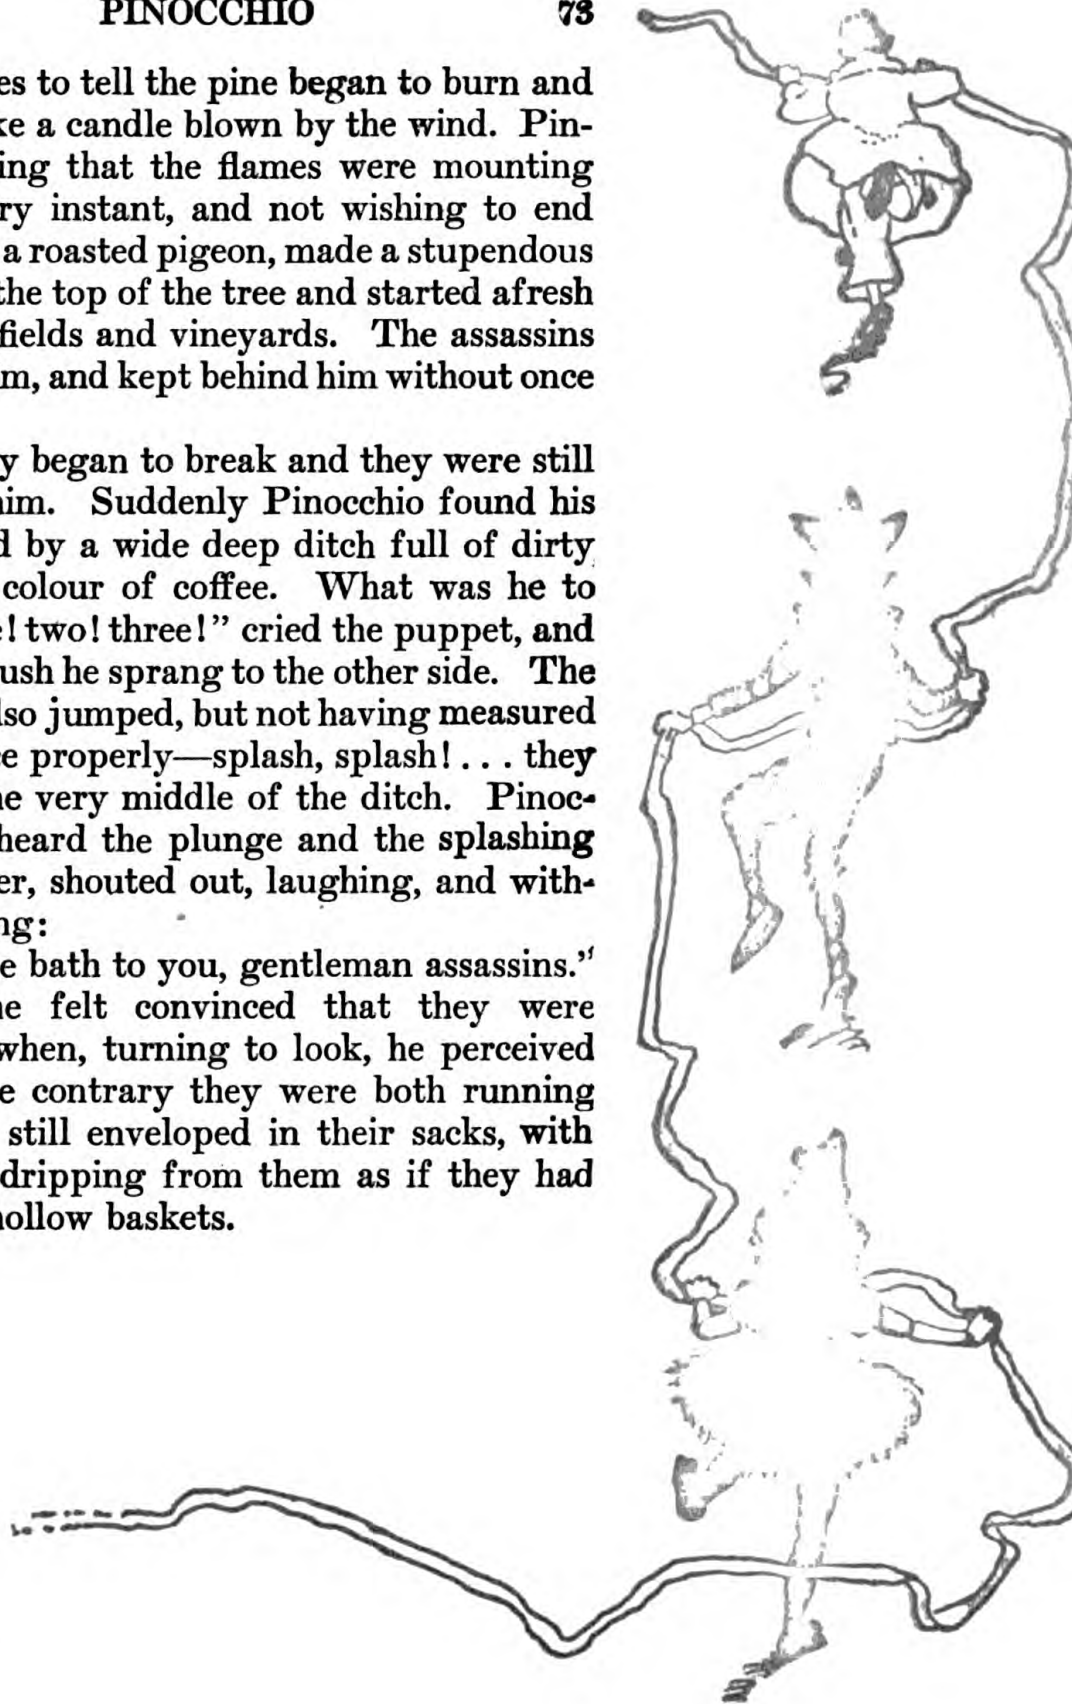 PINOCCHIO 73
es to tell the pine began to burn and
ke a candle blown by the wind. Pin-
ing that the flames were mounting
ry instant, and not wishing to end
a roasted pigeon, made a stupendous
the top of the tree and started afresh
fields and vineyards. The assassins
m, and kept behind him without once
y began to break and they were still
him. Suddenly Pinocchio found his
d by a wide deep ditch full of dirty
colour of coffee. What was he to
e! two! three!" cried the puppet, and
ush he sprang to the other side. The
lso jumped, but not having measured
e properly—splash, splash! . . . they
he very middle of the ditch. Pinoc-
heard the plunge and the splashing
er, shouted out, laughing, and with-
ng:
e bath to you, gentleman assassins."
he felt convinced that they were
when, turning to look, he perceived
e contrary they were both running
still enveloped in their sacks, with
dripping from them as if they had
hollow baskets.